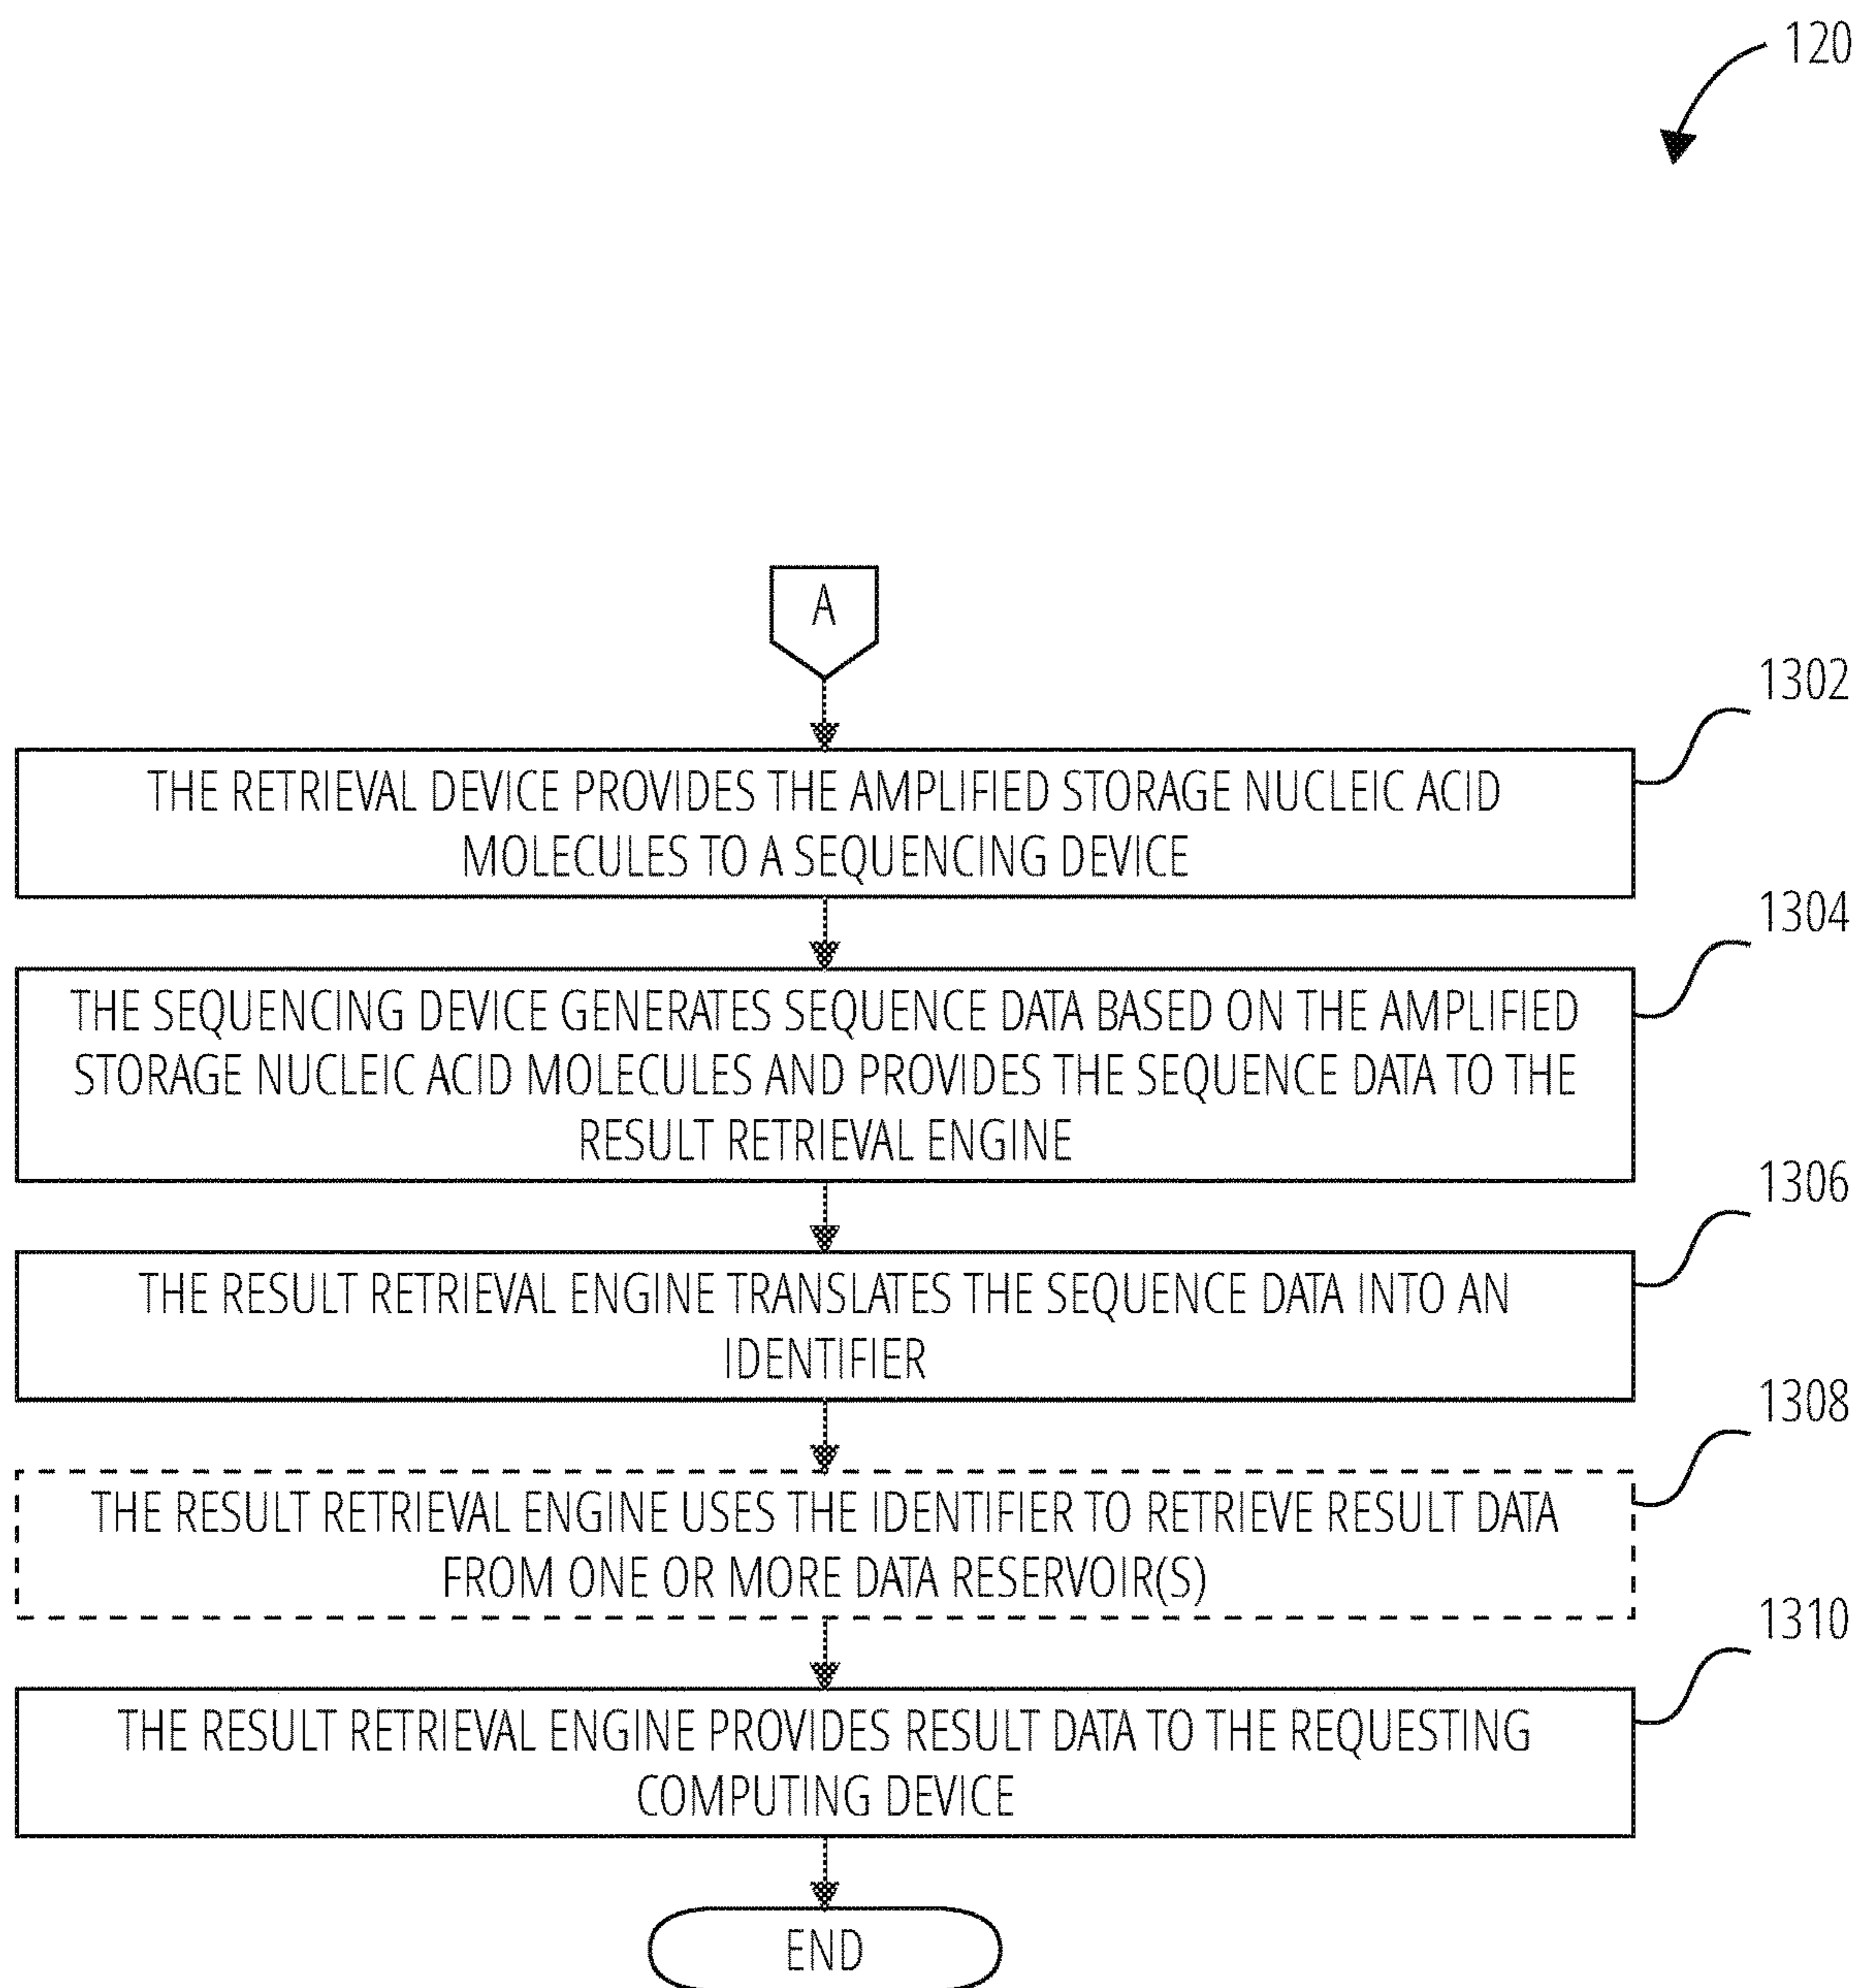 120
A
1302
THE RETRIEVAL DEVICE PROVIDES THE AMPLIFIED STORAGE NUCLEIC ACID
MOLECULES TO A SEQUENCING DEVICE
1304
THE SEQUENCING DEVICE GENERATES SEQUENCE DATA BASED ON THE AMPLIFIED
STORAGE NUCLEIC ACID MOLECULES AND PROVIDES THE SEQUENCE DATA TO THE
RESULT RETRIEVAL ENGINE
1306
THE RESULT RETRIEVAL ENGINE TRANSLATES THE SEQUENCE DATA INTO AN
IDENTIFIER
1308
THE RESULT RETRIEVAL ENGINE USES THE IDENTIFIER TO RETRIEVE RESULT DATA
FROM ONE OR MORE DATA RESERVOIR(S)
1310
THE RESULT RETRIEVAL ENGINE PROVIDES RESULT DATA TO THE REQUESTING
COMPUTING DEVICE
END